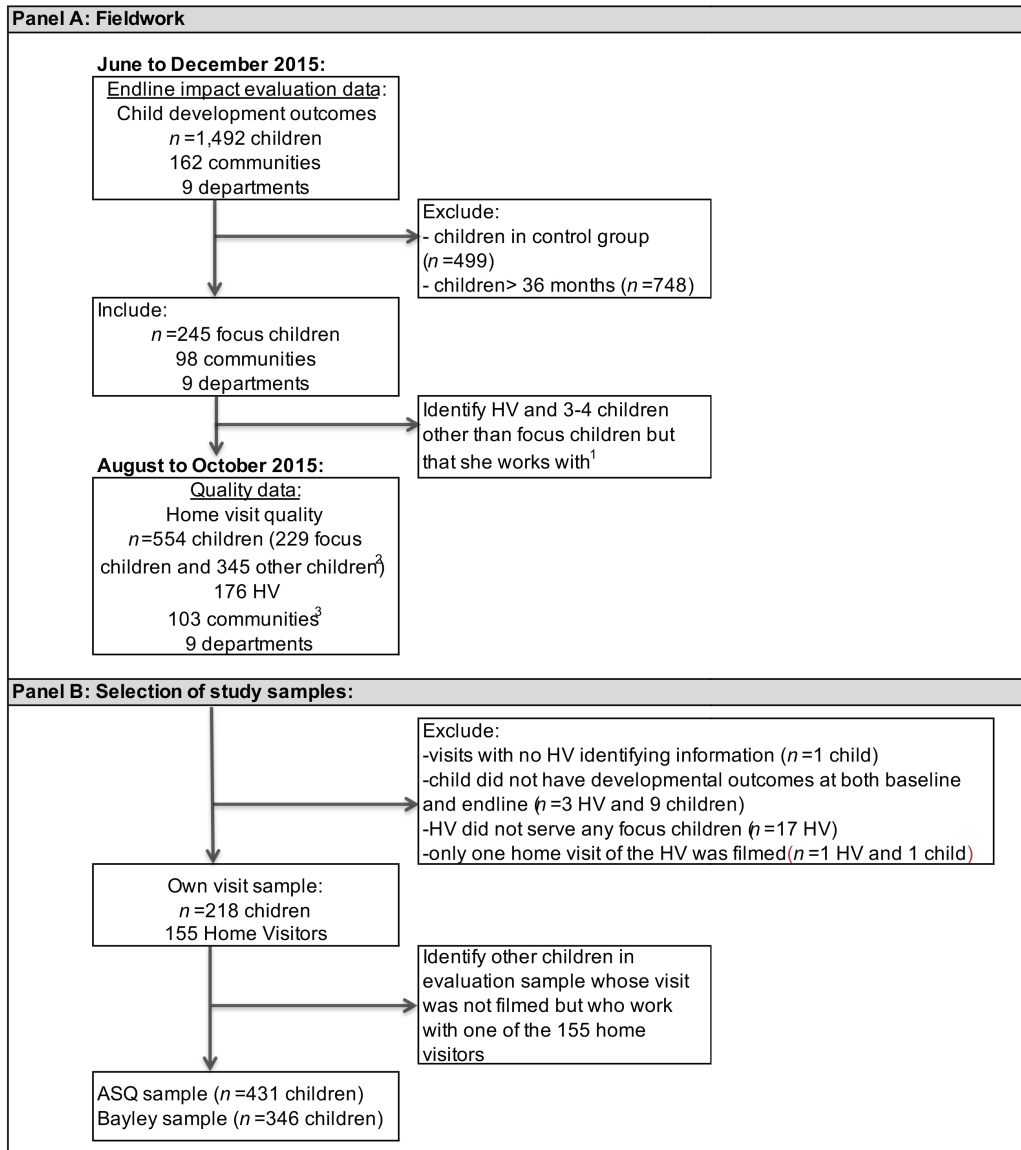 Panel A: Fieldwork
June to December 2015:
Endline impact evaluation data:
Child development outcomes
n=1,492 children
162 communities
9 departments
Exclude:
- children in control group
(n=499)
- children> 36 months (n=748)
Include:
n=245 focus children
98 communities
9 departments
Identify HV and 3-4 children
other than focus children but
that she works with1
August to October 2015:
Quality data:
Home visit quality
n=554 children (229 focus
children and 345 other children2)
176 HV
103 communities3
9 departments
Panel B: Selection of study samples:
Exclude:
-visits with no HV identifying information (n=1 child)
-child did not have developmental outcomes at both baseline
and endline (n=3 HV and 9 children)
-HV did not serve any focus children (n=17 HV)
-only one home visit of the HV was filmed(n=1 HV and 1 child)
Own visit sample:
n=218 chidren
155 Home Visitors
Identify other children in
evaluation sample whose visit
was not filmed but who work
with one of the 155 home
visitors
ASQ sample (n=431 children)
Bayley sample (n=346 children)